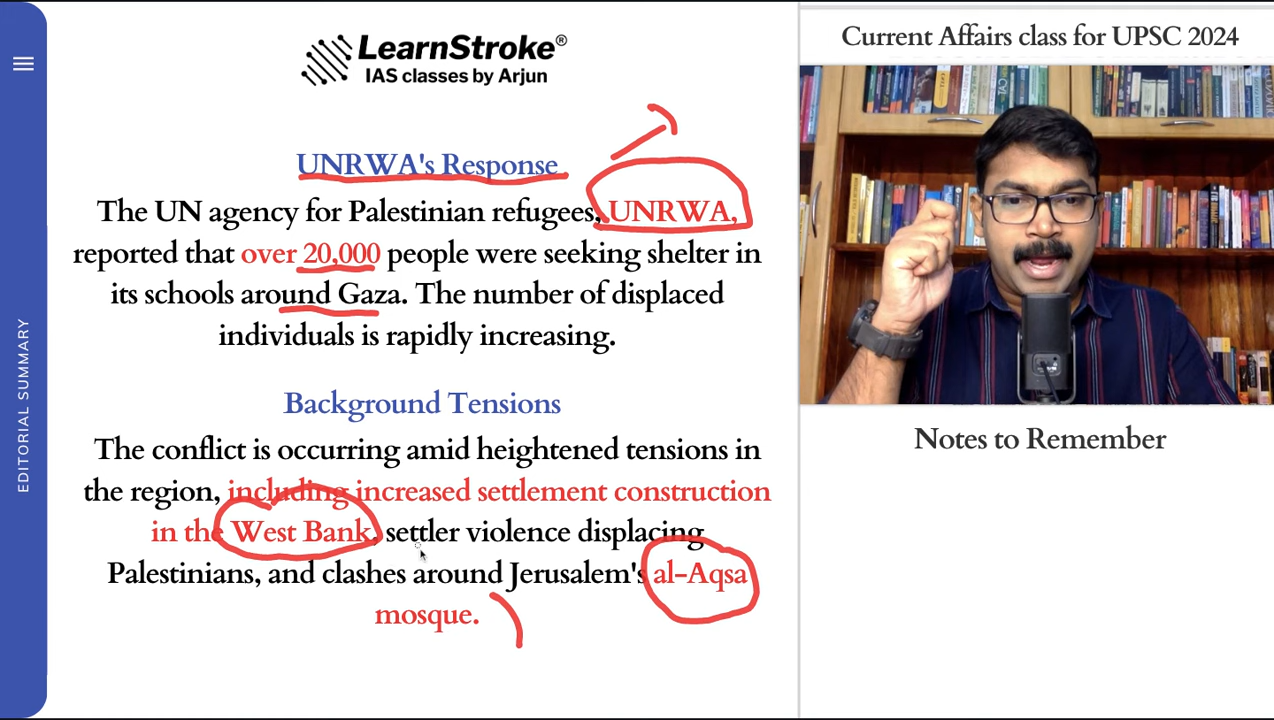 LearnStroke®
IAS classes by Arjun
UNRWA's Response
The UN agency for Palestinian refugees, UNRWA,
reported that over 20,000 people were seeking shelter in
its schools around Gaza. The number of displaced
individuals is rapidly increasing.
Background Tensions
The conflict is occurring amid heightened tensions in
the region, including increased settlement construction
in the West Bank, settler violence displacing
Palestinians, and clashes around Jerusalem's al-Aqsa
mosque.
EDITORIAL SUMMARY
Current Affairs class for UPSC 2024
Notes to Remember